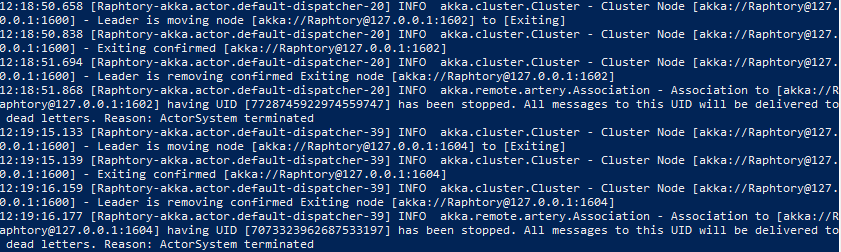 12:18:50.658 [Raphtory-akka.actor.default-dispatcher-20] INFO  akka.cluster.Cluster - Cluster Node [akka://Raphtory@127.
0.0.1:1600] - Leader is moving node [akka://Raphtory@127.0.0.1:1602] to [Exiting]
12:18:50.838 [Raphtory-akka.actor.default-dispatcher-20] INFO  akka.cluster.Cluster - Cluster Node [akka://Raphtory@127.
0.0.1:1600] - Exiting confirmed [akka://Raphtory@127.0.0.1:1602]
12:18:51.694 [Raphtory-akka.actor.default-dispatcher-20] INFO  akka.cluster.Cluster - Cluster Node [akka://Raphtory@127.
0.0.1:1600] - Leader is removing confirmed Exiting node [akka://Raphtory@127.0.0.1:1602]
12:18:51.868 [Raphtory-akka.actor.default-dispatcher-20] INFO  akka.remote.artery.Association - Association to [akka://R
aphtory@127.0.0.1:1602] having UID [7728745922974559747] has been stopped. All messages to this UID will be delivered to
dead letters. Reason: ActorSystem terminated
12:19:15.133 [Raphtory-akka.actor.default-dispatcher-39] INFO  akka.cluster.Cluster - Cluster Node [akka://Raphtory@127.
0.0.1:1600] - Leader is moving node [akka://Raphtory@127.0.0.1:1604] to [Exiting]
12:19:15.139 [Raphtory-akka.actor.default-dispatcher-39] INFO  akka.cluster.Cluster - Cluster Node [akka://Raphtory@127.
0.0.1:1600] - Exiting confirmed [akka://Raphtory@127.0.0.1:1604]
12:19:16.159 [Raphtory-akka.actor.default-dispatcher-39] INFO  akka.cluster.Cluster - Cluster Node [akka://Raphtory@127.
0.0.1:1600] - Leader is removing confirmed Exiting node [akka://Raphtory@127.0.0.1:1604]
12:19:16.177 [Raphtory-akka.actor.default-dispatcher-39] INFO  akka.remote.artery.Association - Association to [akka://R
aphtory@127.0.0.1:1604] having UID [7073323962687533197] has been stopped. All messages to this UID will be delivered to
dead letters. Reason: ActorSystem terminated